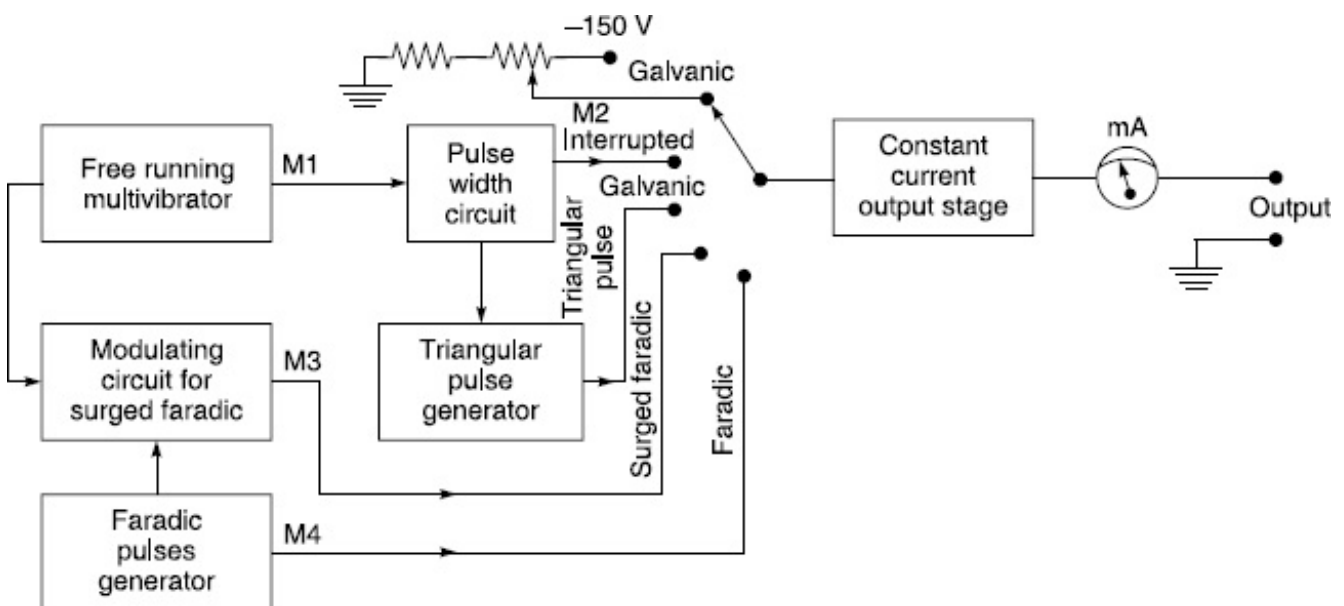 –150 V
Galvanic
M2
Interrupted
Galvanic
Free running
multivibrator
M1
Pulse
width
circuit
Constant
current
output stage
mA
Output
Triangular
pulse
Modulating
circuit for
surged faradic
M3
Triangular
pulse
generator
Surged faradic
Faradic
Faradic
pulses
generator
M4